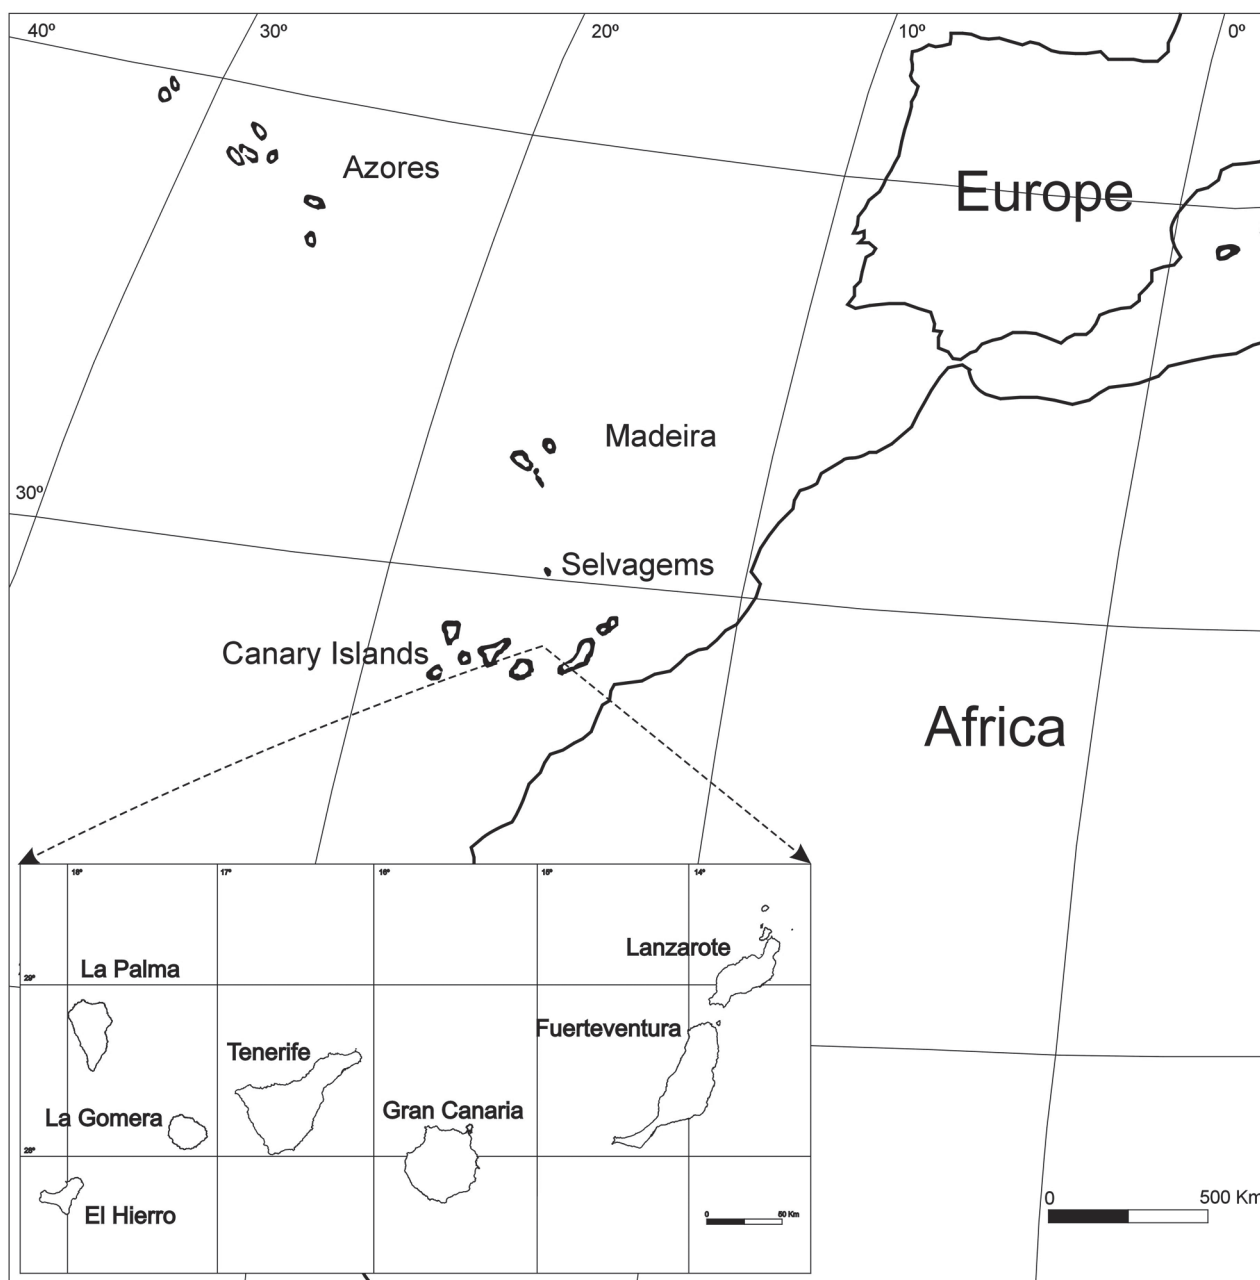 40º
30º
20º
10º
0º
Azores
Europe
Madeira
30º
Selvagems
Canary Islands
Africa
18º
17º
16º
15º
14º
Lanzarote
La Palma
29º
Fuerteventura
Tenerife
La Gomera
Gran Canaria
28º
El Hierro
0 50 Km
0 500 Km